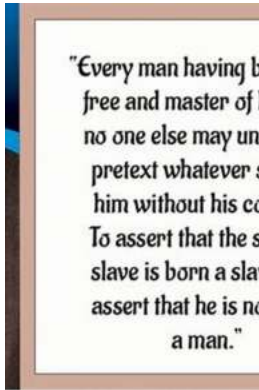 "Every man having
free and master of
no one else may
pretext whatever
him without his
To assert that the
slave is born a
assert that he is
a man."